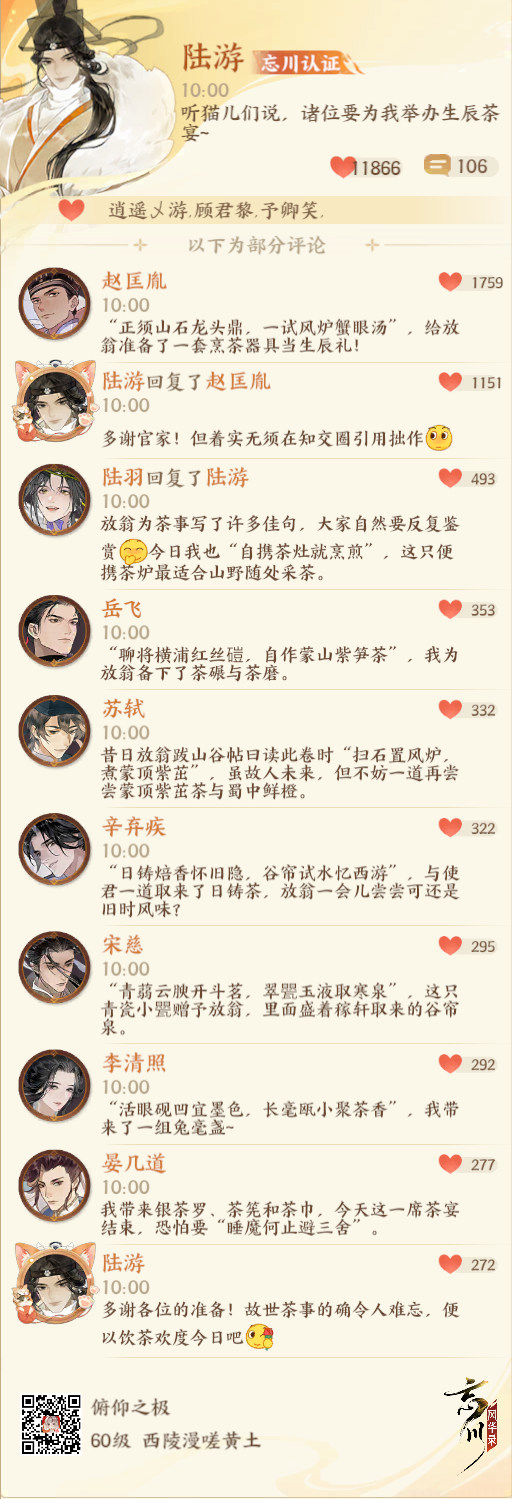 陆游 忘川认证
10:00
听猫儿们说，诸位要为我举办生辰茶
宴~
11866 106
逍遥乄游,顾君黎,予卿笑,
以下为部分评论
赵匡胤 1759
10:00
“正须山石龙头鼎，一试风炉蟹眼汤”，给放
翁准备了一套烹茶器具当生辰礼！
陆游回复了赵匡胤 1151
10:00
多谢官家！但着实无须在知交圈引用拙作
陆羽回复了陆游 493
10:00
放翁为茶事写了许多佳句，大家自然要反复鉴
赏今日我也“自携茶灶就烹煎”，这只便
携茶炉最适合山野随处采茶。
岳飞 353
10:00
“聊将横浦红丝硙，自作蒙山紫笋茶”，我为
放翁备下了茶碾与茶磨。
苏轼 332
10:00
昔日放翁跋山谷帖曰读此卷时“扫石置风炉，
煮蒙顶紫茁”，虽故人未来，但不妨一道再尝
尝蒙顶紫茁茶与蜀中鲜橙。
辛弃疾 322
10:00
“日铸焙香怀旧隐，谷帘试水忆西游”，与使
君一道取来了日铸茶，放翁一会儿尝尝可还是
旧时风味？
宋慈 295
10:00
“青蒻云腴开斗茗，翠罂玉液取寒泉”，这只
青瓷小罂赠予放翁，里面盛着稼轩取来的谷帘
泉。
李清照 292
10:00
“活眼砚凹宜墨色，长毫瓯小聚茶香”，我带
来了一组兔毫盏~
晏几道 277
10:00
我带来银茶罗、茶筅和茶巾，今天这一席茶宴
结束，恐怕要“睡魔何止避三舍”。
陆游 272
10:00
多谢各位的准备！故世茶事的确令人难忘，便
以饮茶欢度今日吧
俯仰之极
60级 西陵漫嗟黄土
忘川
风华录